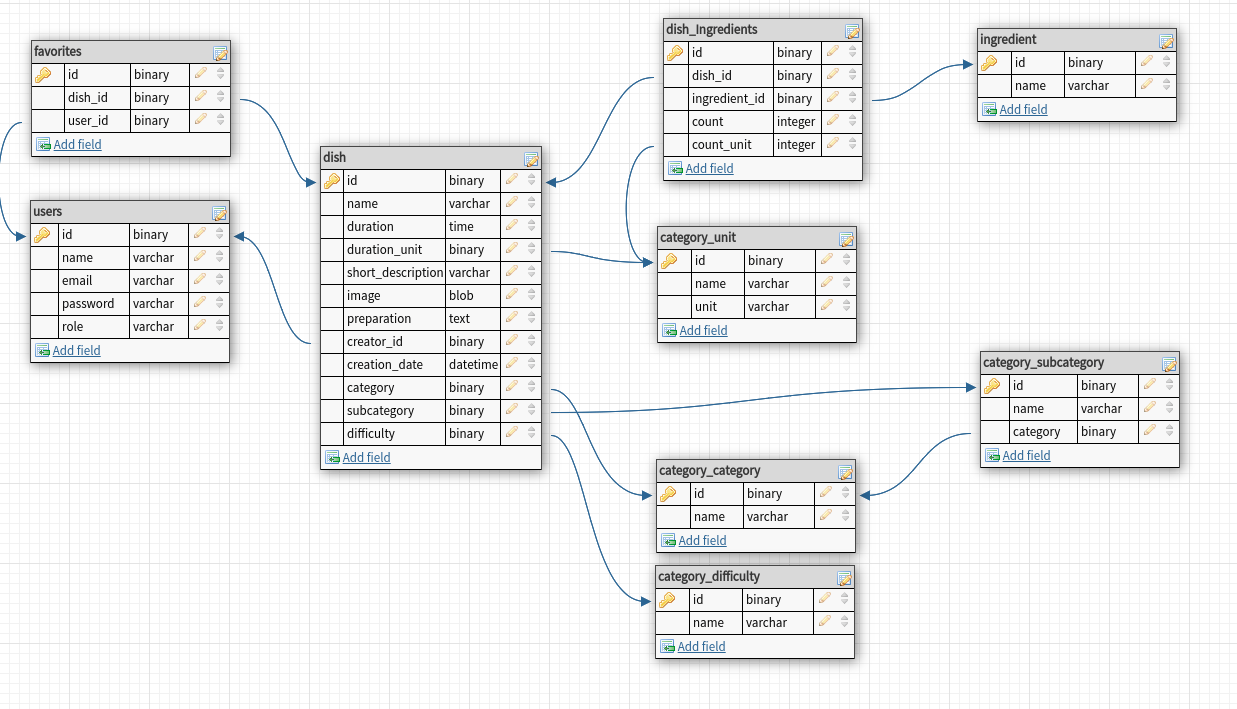 favorites
id binary
dish_id binary
user_id binary
Add field
users
id binary
name varchar
email varchar
password varchar
role varchar
Add field
dish
id binary
name varchar
duration time
duration_unit binary
short_description varchar
image blob
preparation text
creator_id binary
creation_date datetime
category binary
subcategory binary
difficulty binary
Add field
dish_Ingredients
id binary
dish_id binary
ingredient_id binary
count integer
count_unit integer
Add field
ingredient
id binary
name varchar
Add field
category_unit
id binary
name varchar
unit varchar
Add field
category_subcategory
id binary
name varchar
category binary
Add field
category_category
id binary
name varchar
Add field
category_difficulty
id binary
name varchar
Add field